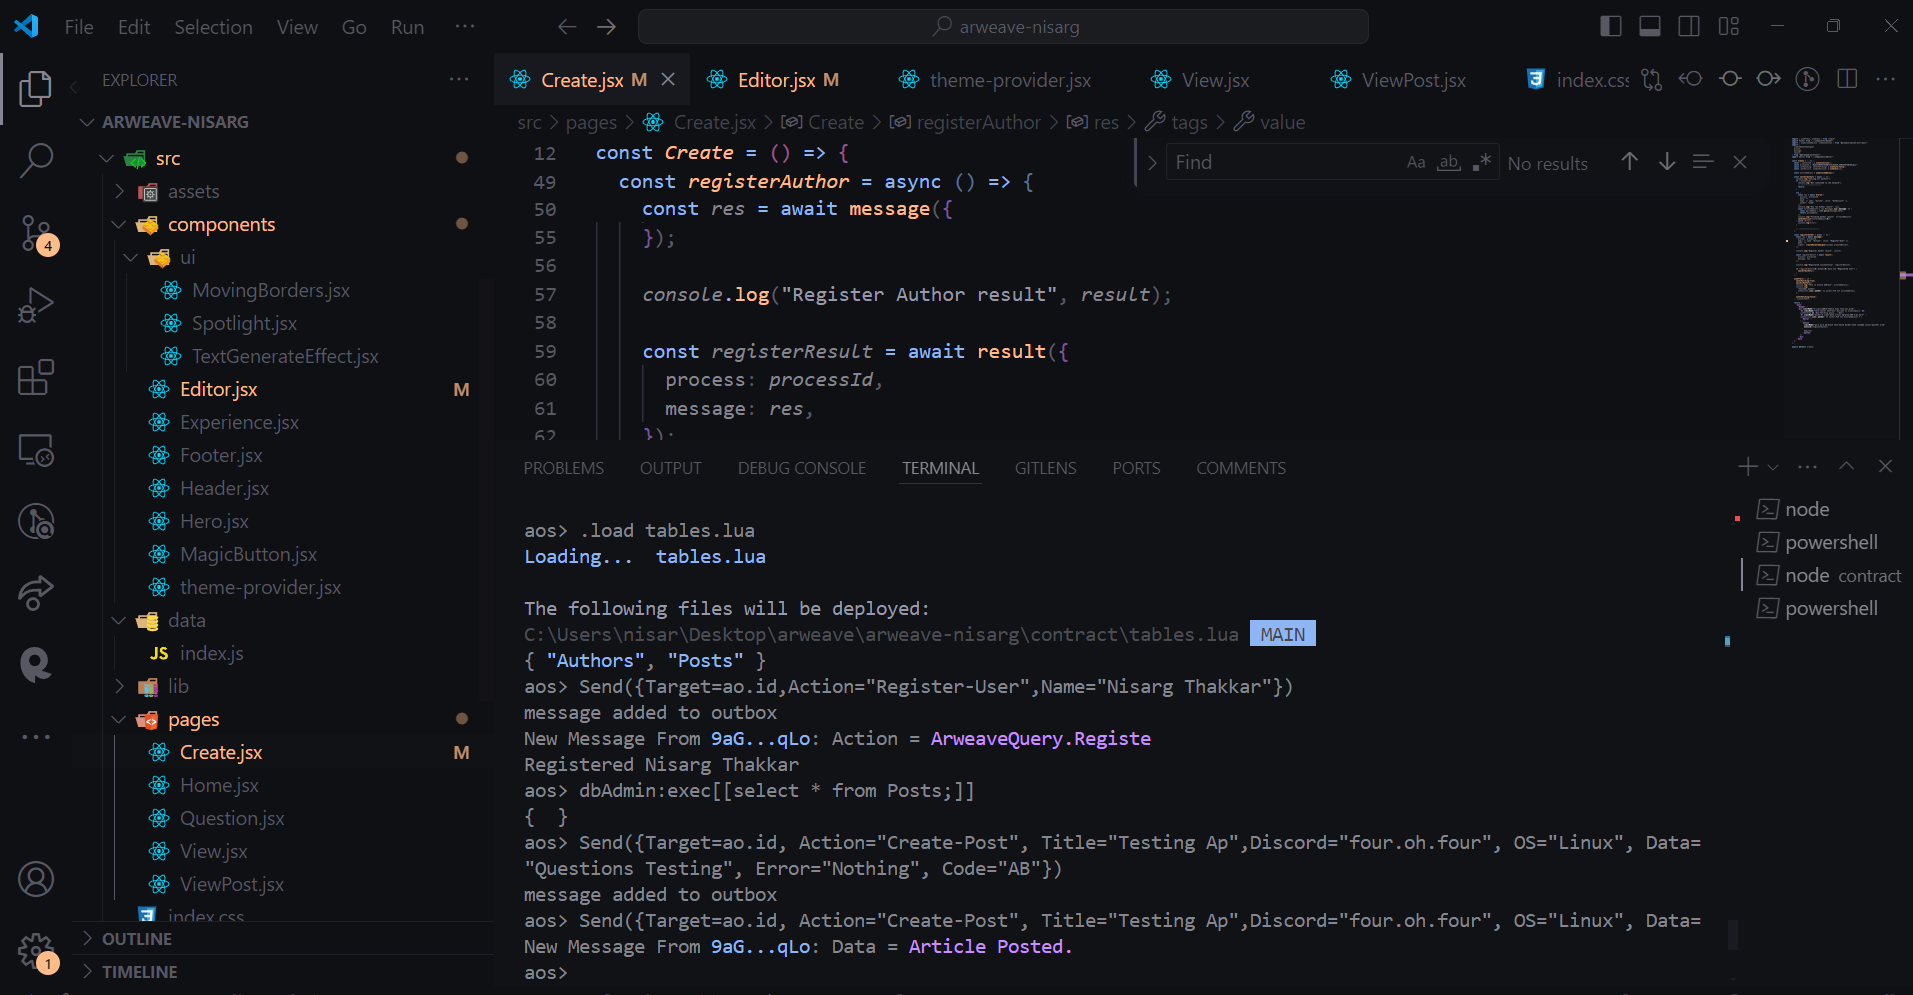 File Edit Selection View Go Run ...
arweave-nisarg
EXPLORER
ARWEAVE-NISARG
src
assets
components
ui
MovingBorders.jsx
Spotlight.jsx
TextGenerateEffect.jsx
Editor.jsx M
Experience.jsx
Footer.jsx
Header.jsx
Hero.jsx
MagicButton.jsx
theme-provider.jsx
data
JS index.js
lib
pages
Create.jsx M
Home.jsx
Question.jsx
View.jsx
ViewPost.jsx
index.css
OUTLINE
TIMELINE
4
1
Create.jsx M Editor.jsx M theme-provider.jsx View.jsx ViewPost.jsx index.css
src > pages > Create.jsx > Create > registerAuthor > res > tags > value
Find Aa ab .* No results
12 const Create = () => {
49 const registerAuthor = async () => {
50 const res = await message({
55 });
56
57 console.log("Register Author result", result);
58
59 const registerResult = await result({
60 process: processId,
61 message: res,
62 });
PROBLEMS OUTPUT DEBUG CONSOLE TERMINAL GITLENS PORTS COMMENTS
aos> .load tables.lua
Loading... tables.lua
The following files will be deployed:
C:\Users\nisar\Desktop\arweave\arweave-nisarg\contract\tables.lua MAIN
{ "Authors", "Posts" }
aos> Send({Target=ao.id,Action="Register-User",Name="Nisarg Thakkar"})
message added to outbox
New Message From 9aG...qLo: Action = ArweaveQuery.Registe
Registered Nisarg Thakkar
aos> dbAdmin:exec[[select * from Posts;]]
{ }
aos> Send({Target=ao.id, Action="Create-Post", Title="Testing Ap",Discord="four.oh.four", OS="Linux", Data=
"Questions Testing", Error="Nothing", Code="AB"})
message added to outbox
aos> Send({Target=ao.id, Action="Create-Post", Title="Testing Ap",Discord="four.oh.four", OS="Linux", Data=
New Message From 9aG...qLo: Data = Article Posted.
aos>
node
powershell
node contract
powershell